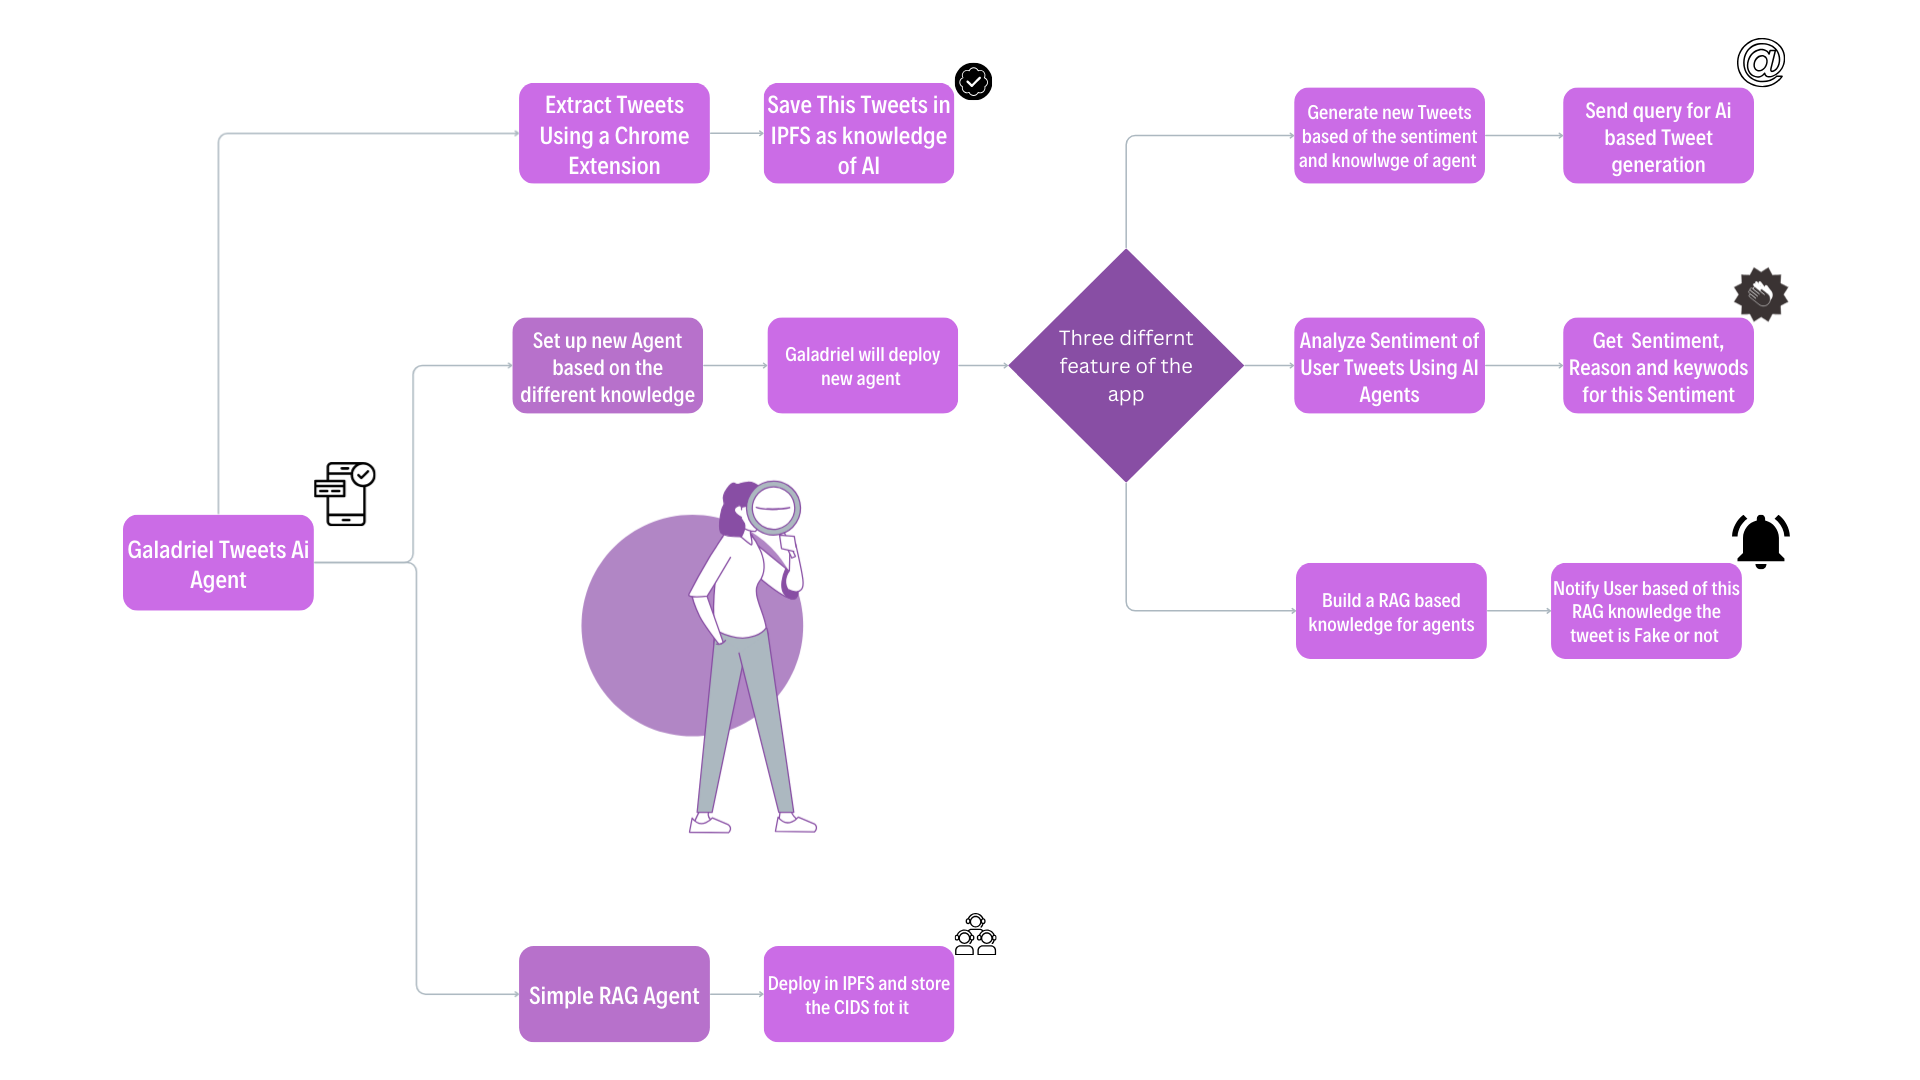 Extract Tweets
Using a Chrome
Extension
Save This Tweets in
IPFS as knowledge
of AI
Generate new Tweets
based of the sentiment
and knowlwge of agent
Send query for Ai
based Tweet
generation
Set up new Agent
based on the
different knowledge
Galadriel will deploy
new agent
Three differnt
feature of the
app
Analyze Sentiment of
User Tweets Using AI
Agents
Get  Sentiment,
Reason and keywods
for this Sentiment
Galadriel Tweets Ai
Agent
Build a RAG based
knowledge for agents
Notify User based of this
RAG knowledge the
tweet is Fake or not
Simple RAG Agent
Deploy in IPFS and store
the CIDS fot it